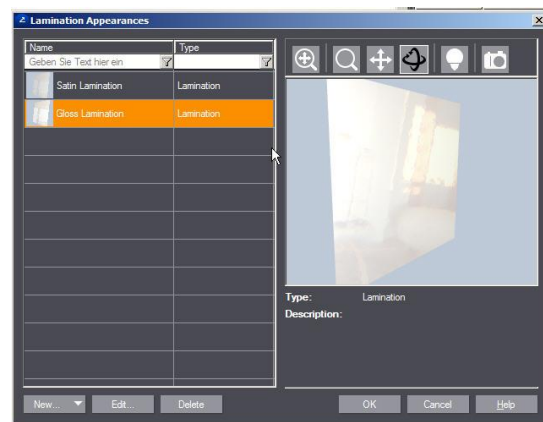 Lamination Appearances
Name Type
Geben Sie Text hier ein
Satin Lamination Lamination
Gloss Lamination Lamination
Type: Lamination
Description:
New... Edit... Delete OK Cancel Help